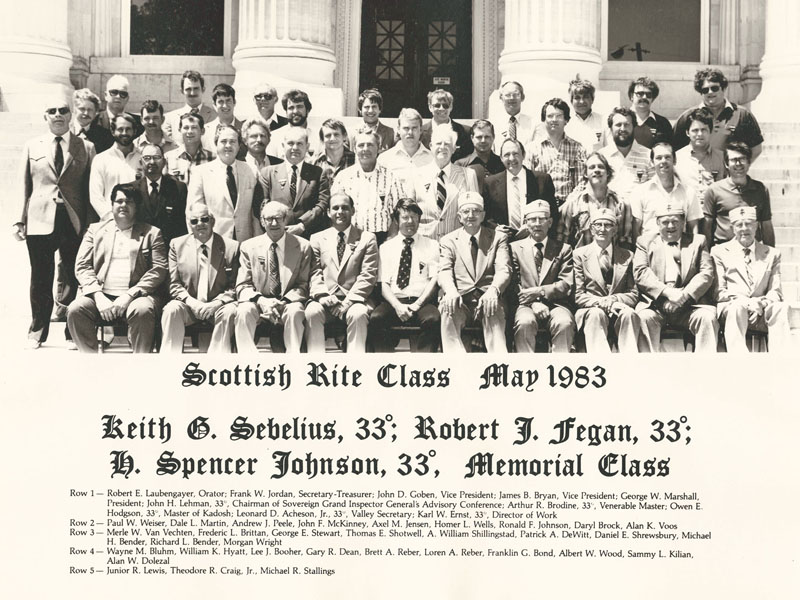 Scottish Rite Class May 1983
Keith G. Sebelius, 33°; Robert J. Fegan, 33°;
H. Spencer Johnson, 33°, Memorial Class
Row 1 — Robert E. Laubengayer, Orator; Frank W. Jordan, Secretary-Treasurer; John D. Goben, Vice President; James B. Bryan, Vice President; George W. Marshall,
President; John H. Lehman, 33°, Chairman of Sovereign Grand Inspector General's Advisory Conference; Arthur R. Brodine, 33°, Venerable Master; Owen E.
Hodgson, 33°, Master of Kadosh; Leonard D. Acheson, Jr., 33°, Valley Secretary; Karl W. Ernst, 33°, Director of Work
Row 2 — Paul W. Weiser, Dale L. Martin, Andrew J. Peele, John F. McKinney, Axel M. Jensen, Homer L. Wells, Ronald F. Johnson, Daryl Brock, Alan K. Voos
Row 3 — Merle W. Van Vechten, Frederic L. Brittan, George E. Stewart, Thomas E. Shotwell, A. William Shillingstad, Patrick A. DeWitt, Daniel E. Shrewsbury, Michael
H. Bender, Richard L. Bender, Morgan Wright
Row 4 — Wayne M. Bluhm, William K. Hyatt, Lee J. Booher, Gary R. Dean, Brett A. Reber, Loren A. Reber, Franklin G. Bond, Albert W. Wood, Sammy L. Kilian,
Alan W. Dolezal
Row 5 — Junior R. Lewis, Theodore R. Craig, Jr., Michael R. Stallings